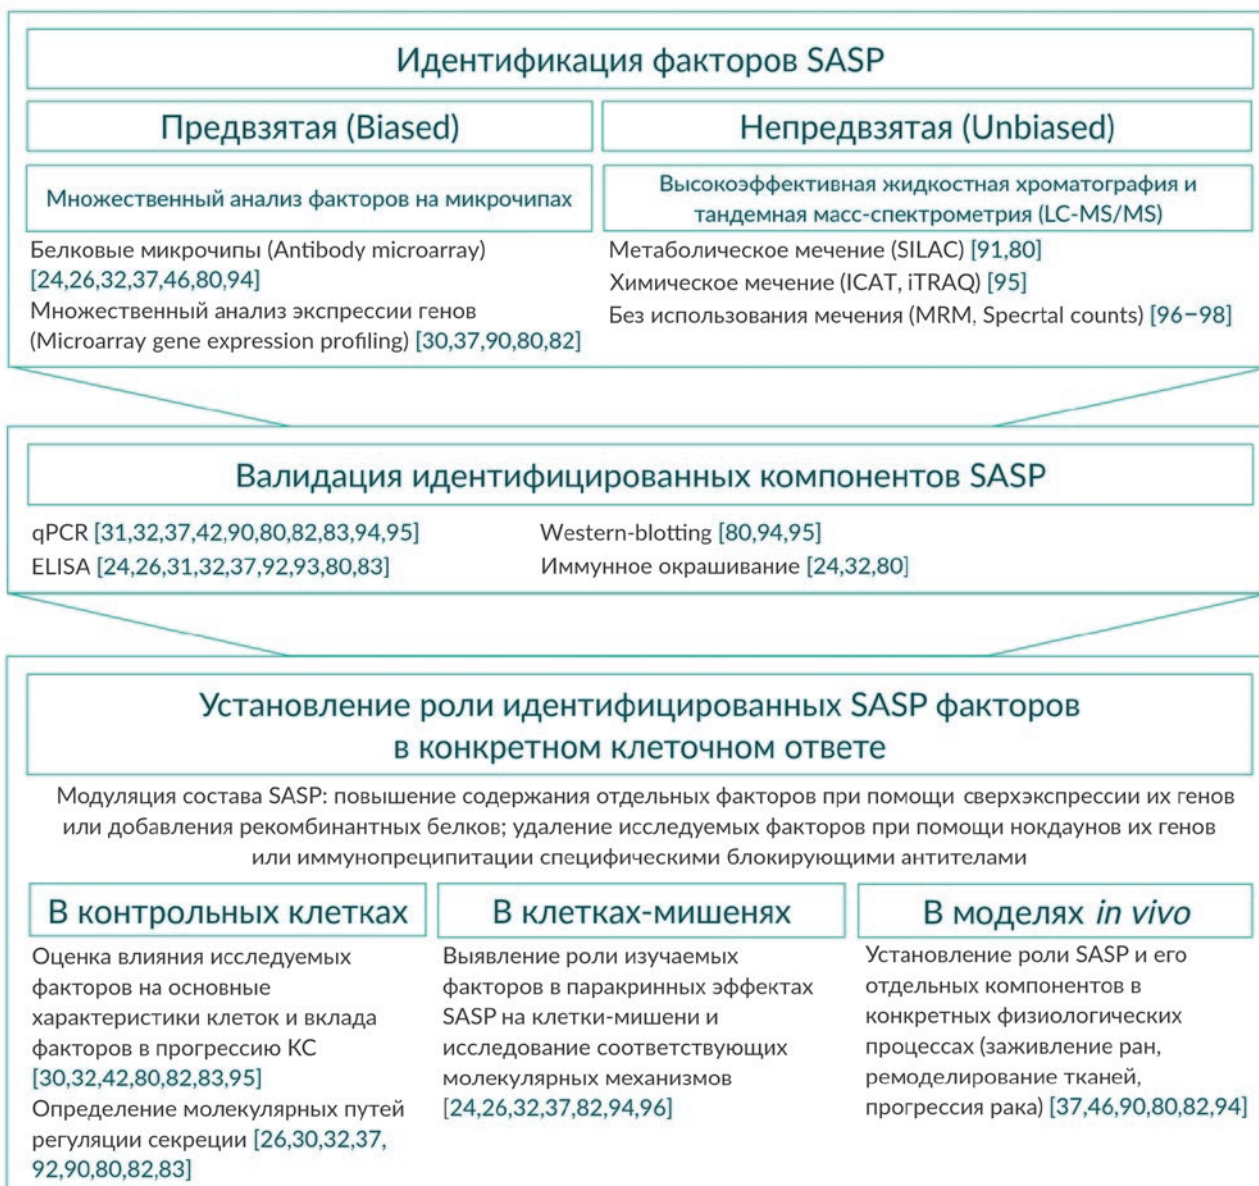 Идентификация факторов SASP
Предвзятая (Biased)
Множественный анализ факторов на микрочипах
Белковые микрочипы (Antibody microarray)
[24,26,32,37,46,80,94]
Множественный анализ экспрессии генов
(Microarray gene expression profiling) [30,37,90,80,82]
Непредвзятая (Unbiased)
Высокоэффективная жидкостная хроматография и
тандемная масс-спектрометрия (LC-MS/MS)
Метаболическое мечение (SILAC) [91,80]
Химическое мечение (ICAT, iTRAQ) [95]
Без использования мечения (MRM, Specrtal counts) [96–98]
Валидация идентифицированных компонентов SASP
qPCR [31,32,37,42,90,80,82,83,94,95]
ELISA [24,26,31,32,37,92,93,80,83]
Western-blotting [80,94,95]
Иммунное окрашивание [24,32,80]
Установление роли идентифицированных SASP факторов
в конкретном клеточном ответе
Модуляция состава SASP: повышение содержания отдельных факторов при помощи сверхэкспрессии их генов
или добавления рекомбинантных белков; удаление исследуемых факторов при помощи нокдаунов их генов
или иммунопреципитации специфическими блокирующими антителами
В контрольных клетках
Оценка влияния исследуемых
факторов на основные
характеристики клеток и вклада
факторов в прогрессию КС
[30,32,42,80,82,83,95]
Определение молекулярных путей
регуляции секреции [26,30,32,37,
92,90,80,82,83]
В клетках-мишенях
Выявление роли изучаемых
факторов в паракринных эффектах
SASP на клетки-мишени и
исследование соответствующих
молекулярных механизмов
[24,26,32,37,82,94,96]
В моделях in vivo
Установление роли SASP и его
отдельных компонентов в
конкретных физиологических
процессах (заживление ран,
ремоделирование тканей,
прогрессия рака) [37,46,90,80,82,94]